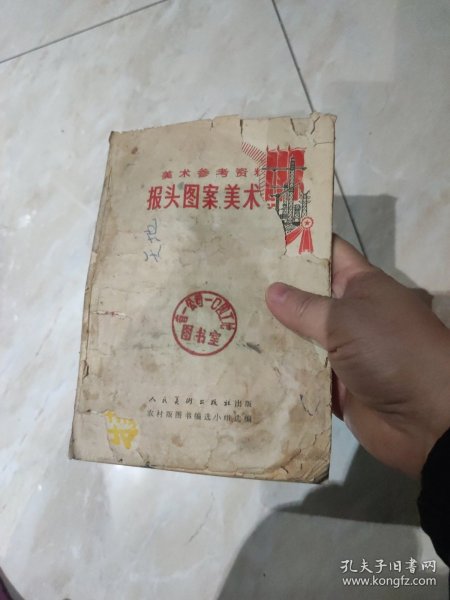 美术参考资料
报头图案 美术
图书室
人民美术出版社出版
农村版图书编选小组选编
孔夫子旧书网
www.kongfz.com